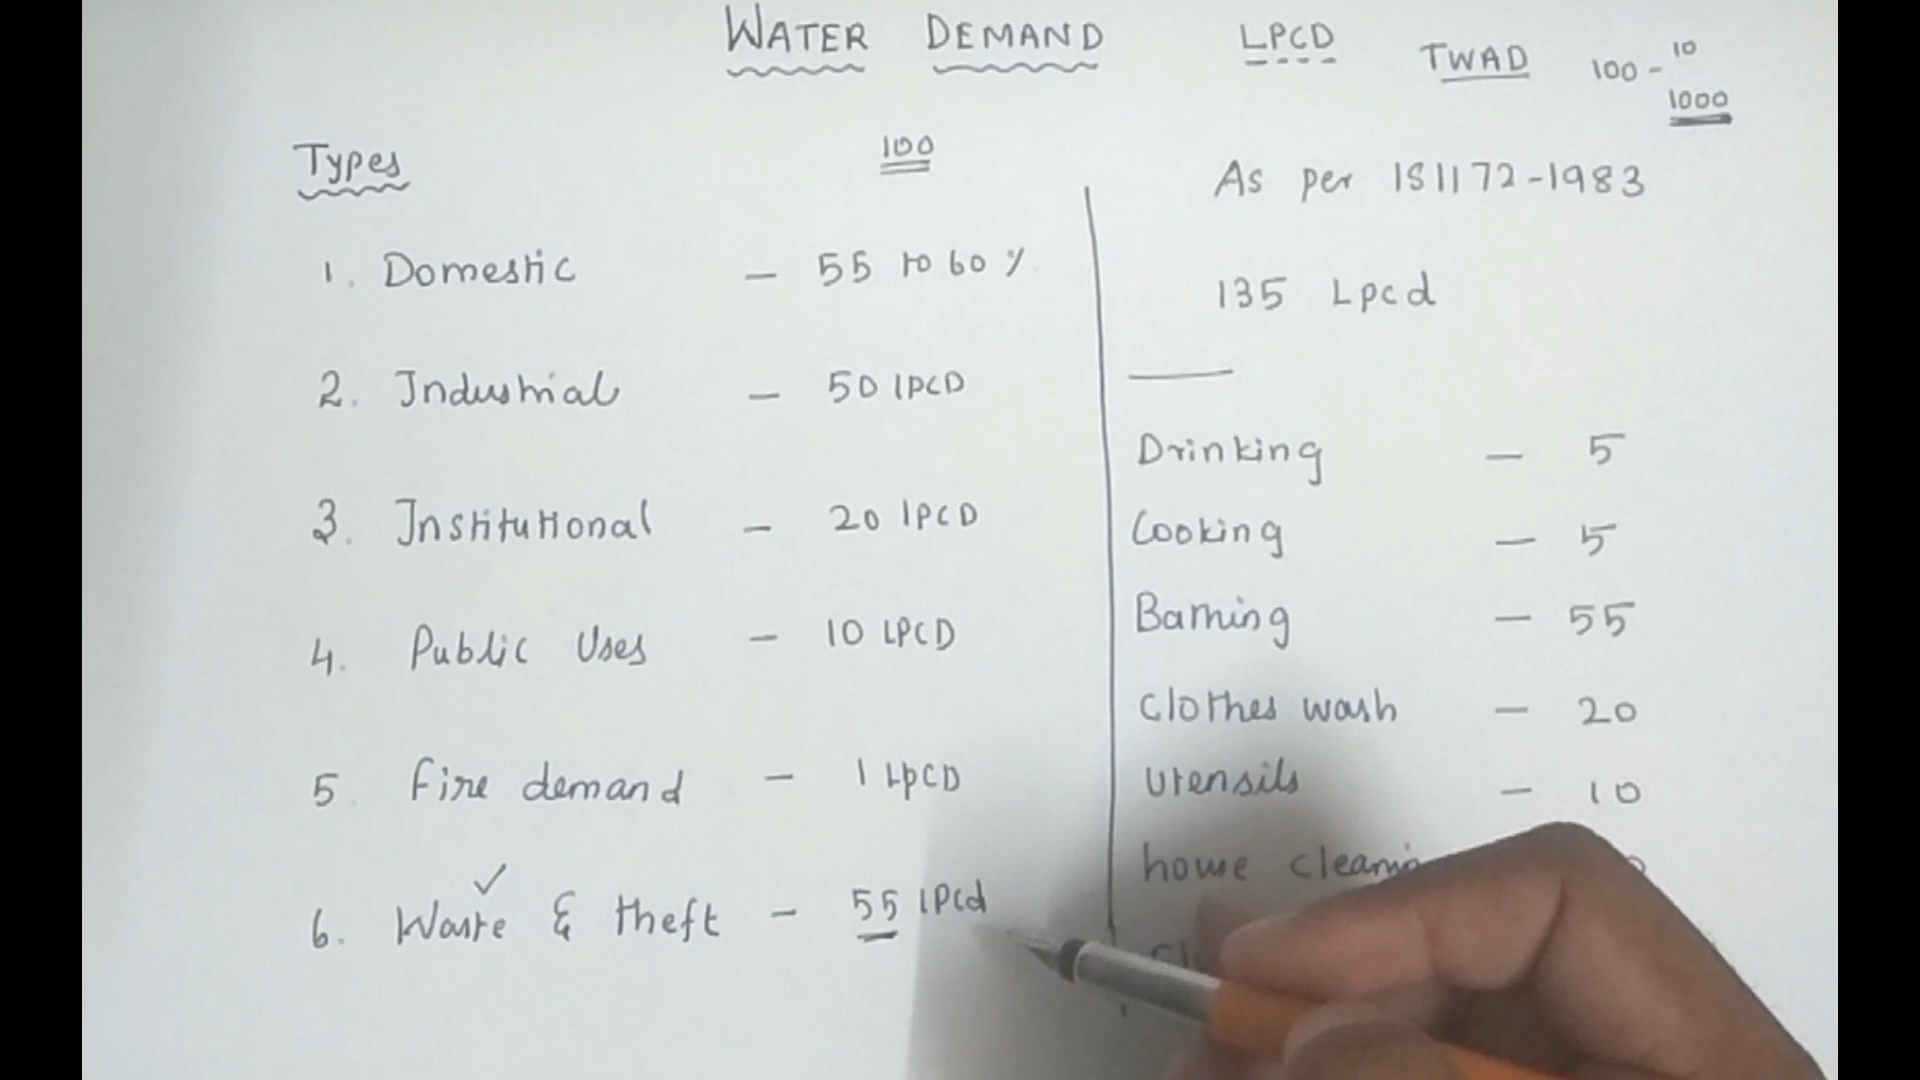 WATER DEMAND
LPCD
TWAD
100 - 10
1000
Types
100
1. Domestic - 55 to 60 %
2. Industrial - 50 lPCD
3. Institutional - 20 lPCD
4. Public Uses - 10 LPCD
5 Fire demand - 1 LpCD
6. Waste & theft - 55 lPcd
As per IS1172-1983
135 Lpcd
Drinking - 5
Cooking - 5
Bathing - 55
Clothes wash - 20
Utensils - 10
home